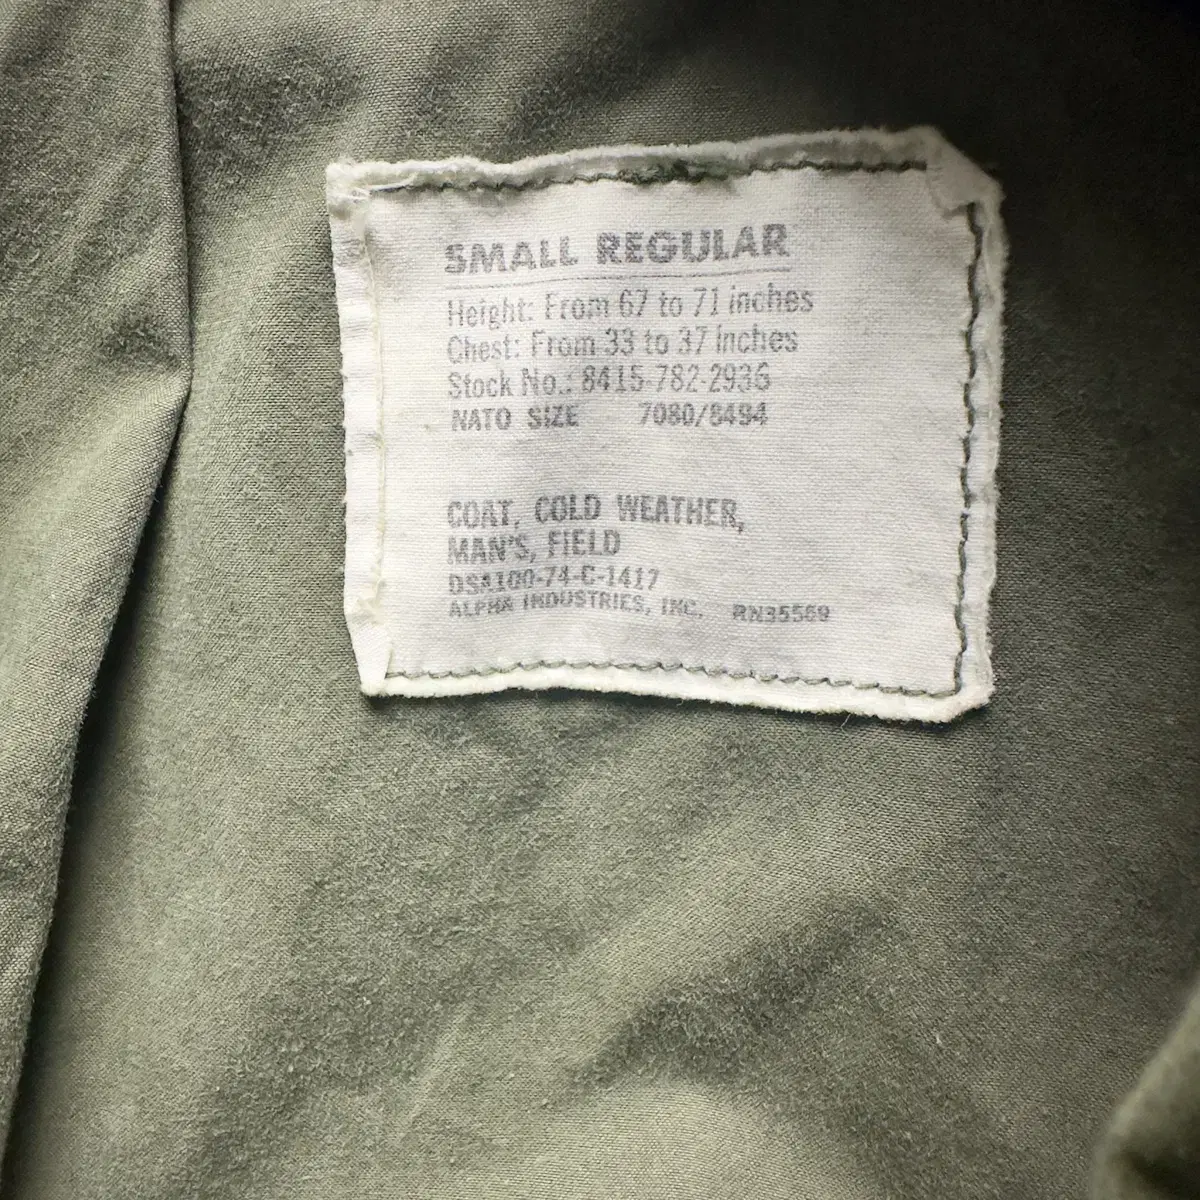 SMALL REGULAR
Height: From 67 to 71 inches
Chest: From 33 to 37 inches
Stock No.: 8415-782-2936
NATO SIZE 7080/8494
COAT, COLD WEATHER,
MAN'S, FIELD
DSA100-74-C-1417
ALPHA INDUSTRIES, INC. RN35589